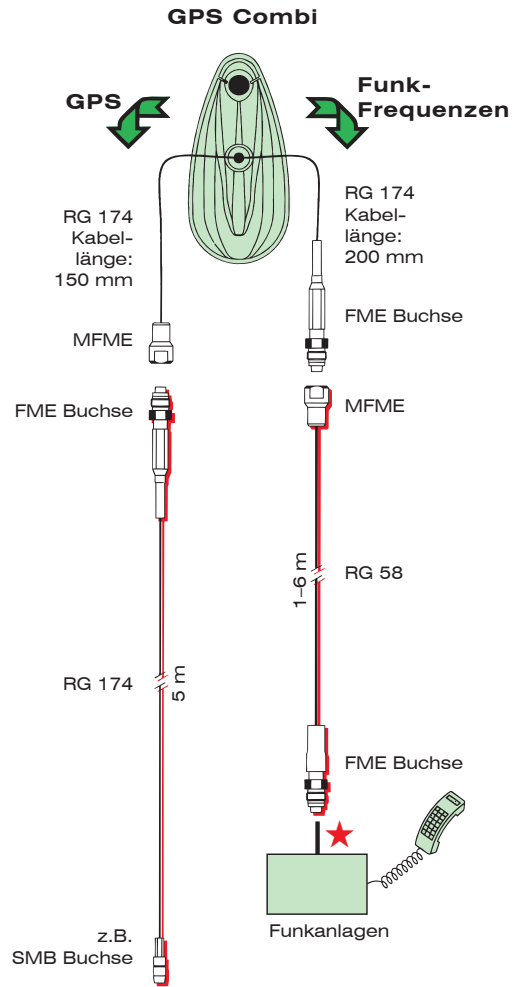 GPS Combi
GPS
Funk-
Frequenzen
RG 174
Kabel-
länge:
150 mm
RG 174
Kabel-
länge:
200 mm
MFME
FME Buchse
FME Buchse
MFME
1–6 m
RG 58
RG 174
5 m
FME Buchse
Funkanlagen
z.B.
SMB Buchse